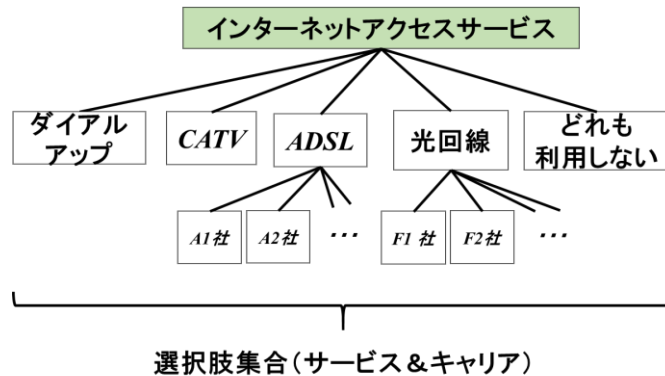 インターネットアクセスサービス
ダイアル
アップ
CATV
ADSL
光回線
どれも
利用しない
A1社
A2社
…
F1 社
F2社
…
選択肢集合(サービス&キャリア)